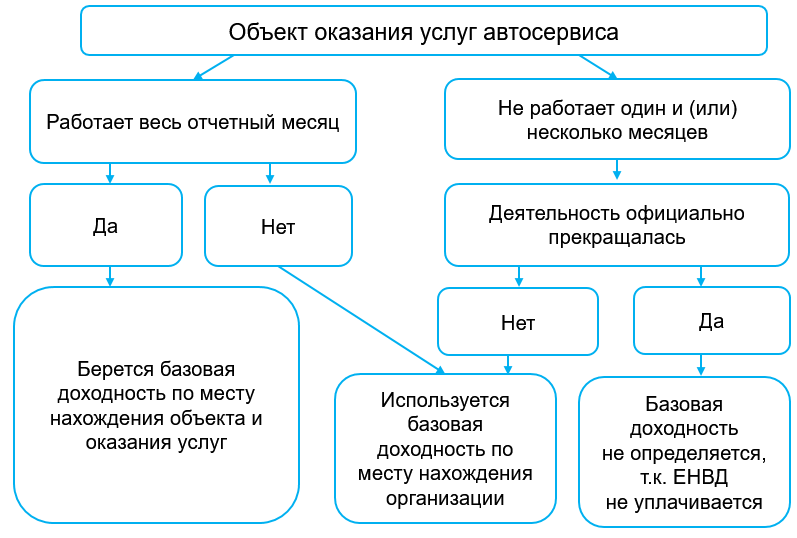 Объект оказания услуг автосервиса
Работает весь отчетный месяц
Не работает один и (или)
несколько месяцев
Да
Нет
Деятельность официально
прекращалась
Нет
Да
Берется базовая
доходность по месту
нахождения объекта и
оказания услуг
Используется
базовая
доходность по
месту нахождения
организации
Базовая
доходность
не определяется,
т.к. ЕНВД
не уплачивается